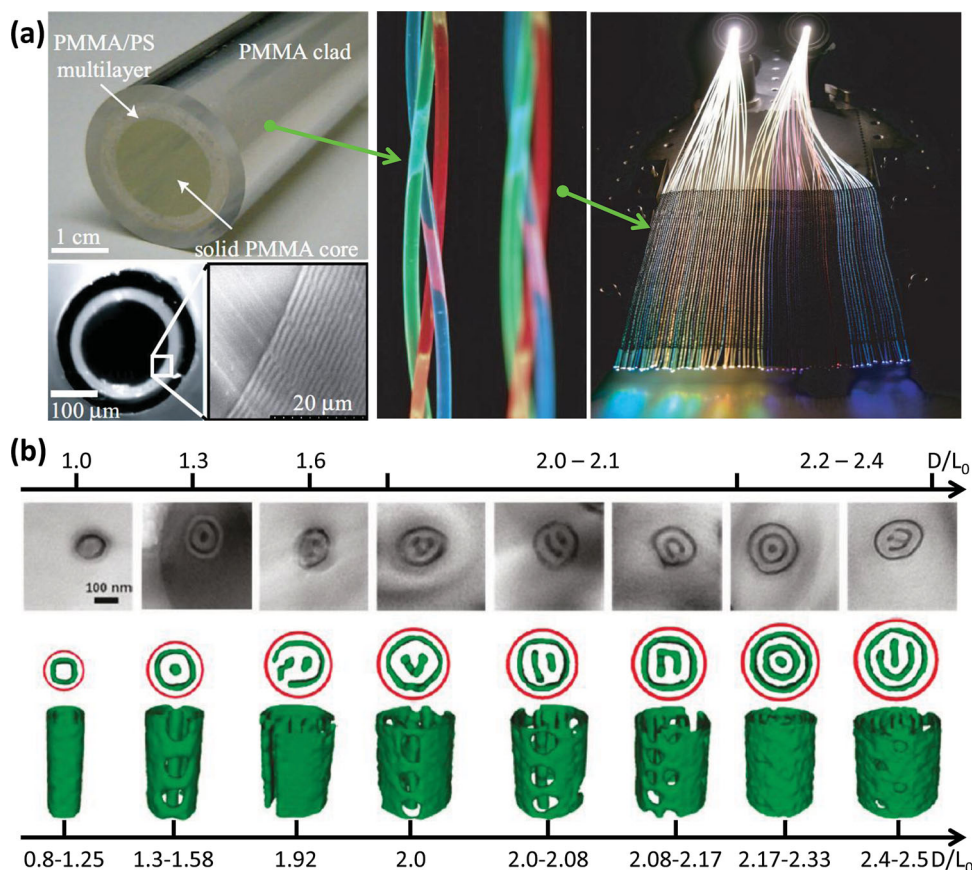 (a)
PMMA/PS
multilayer
PMMA clad
solid PMMA core
1 cm
100 μm
20 μm
(b)
1.0
1.3
1.6
2.0 – 2.1
2.2 – 2.4
D/L₀
100 nm
0.8-1.25
1.3-1.58
1.92
2.0
2.0-2.08
2.08-2.17
2.17-2.33
2.4-2.5
D/L₀